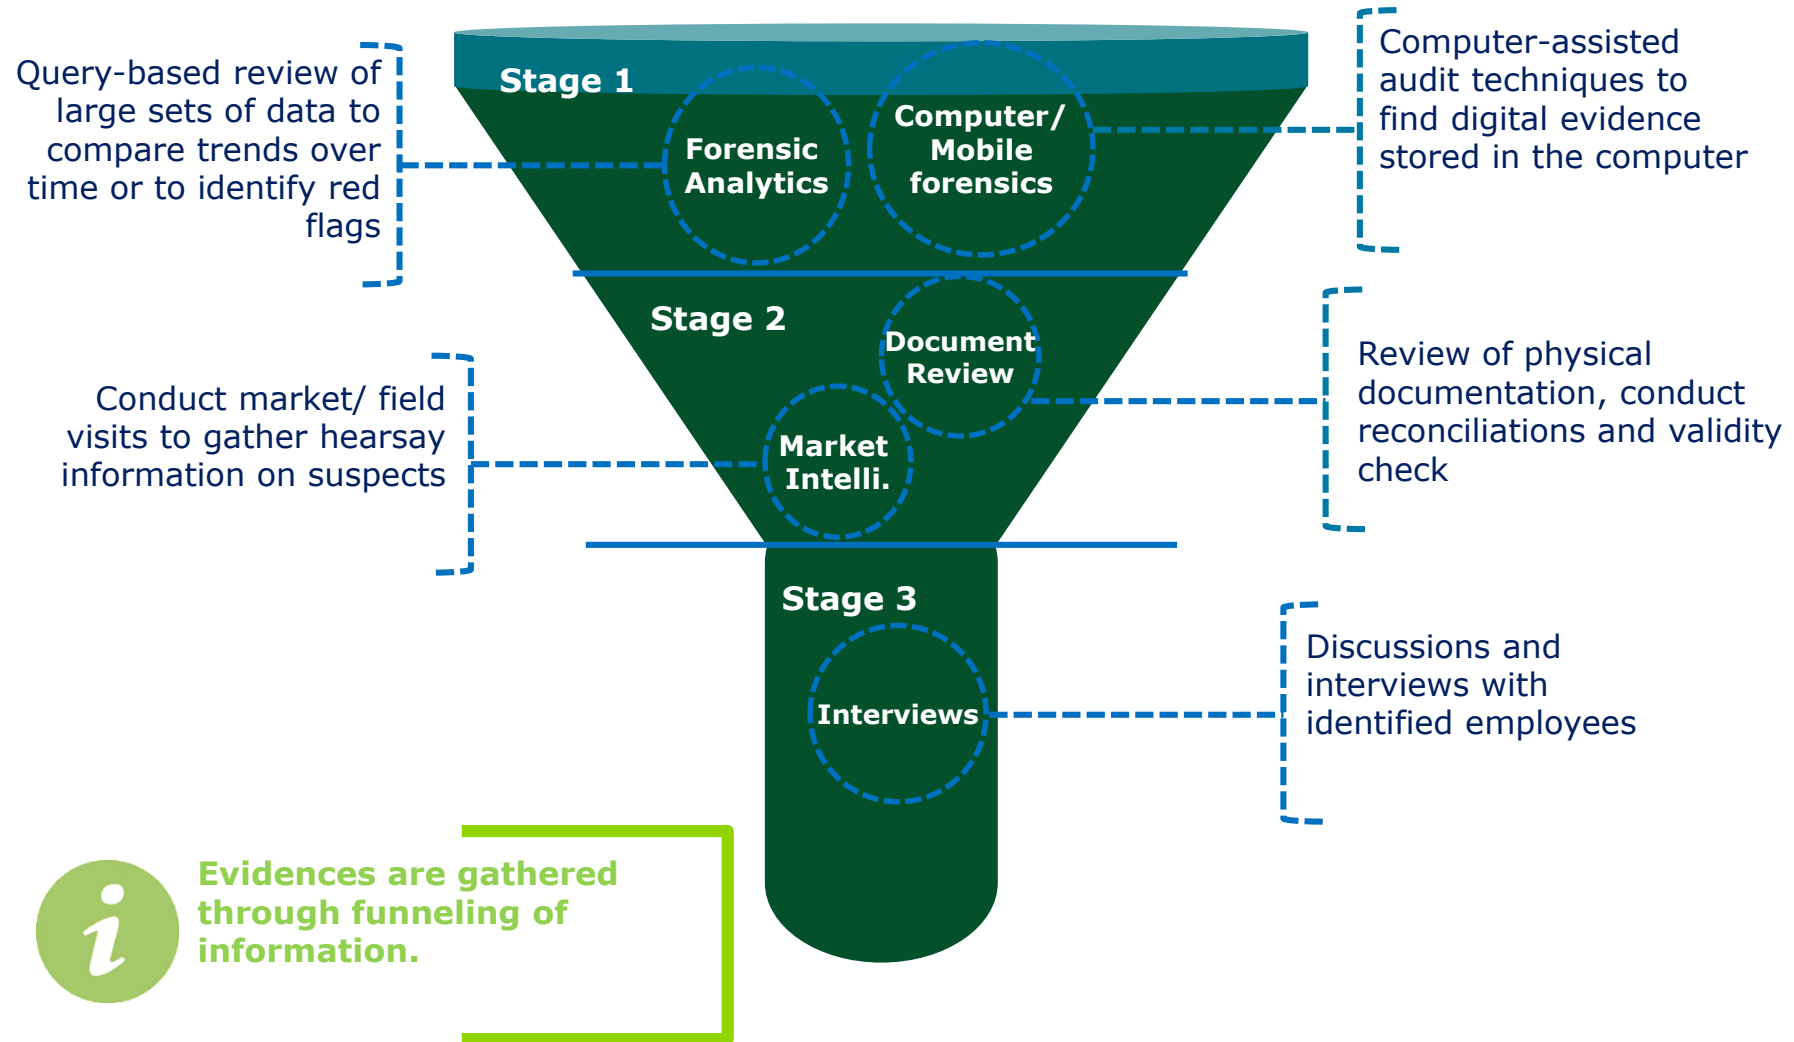 Query-based review of
large sets of data to
compare trends over
time or to identify red
flags
Stage 1
Forensic
Analytics
Computer/
Mobile
forensics
Computer-assisted
audit techniques to
find digital evidence
stored in the computer
Stage 2
Document
Review
Review of physical
documentation, conduct
reconciliations and validity
check
Conduct market/ field
visits to gather hearsay
information on suspects
Market
Intelli.
Stage 3
Interviews
Discussions and
interviews with
identified employees
i
Evidences are gathered
through funneling of
information.